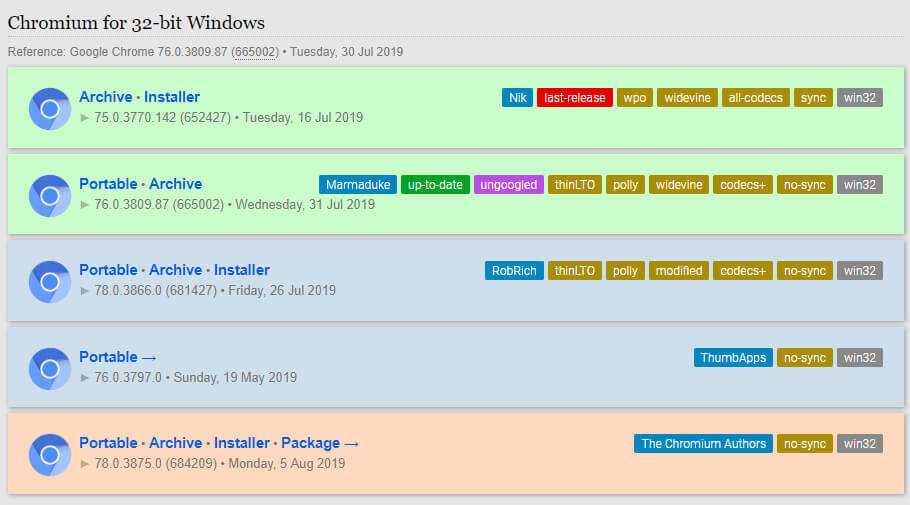 Chromium for 32-bit Windows
Reference: Google Chrome 76.0.3809.87 (665002) • Tuesday, 30 Jul 2019
Archive • Installer Nik last-release wpo widevine all-codecs sync win32
► 75.0.3770.142 (652427) • Tuesday, 16 Jul 2019
Portable • Archive Marmaduke up-to-date ungoogled thinLTO polly widevine codecs+ no-sync win32
► 76.0.3809.87 (665002) • Wednesday, 31 Jul 2019
Portable • Archive • Installer RobRich thinLTO polly modified codecs+ no-sync win32
► 78.0.3866.0 (681427) • Friday, 26 Jul 2019
Portable → ThumbApps no-sync win32
► 76.0.3797.0 • Sunday, 19 May 2019
Portable • Archive • Installer • Package → The Chromium Authors no-sync win32
► 78.0.3875.0 (684209) • Monday, 5 Aug 2019